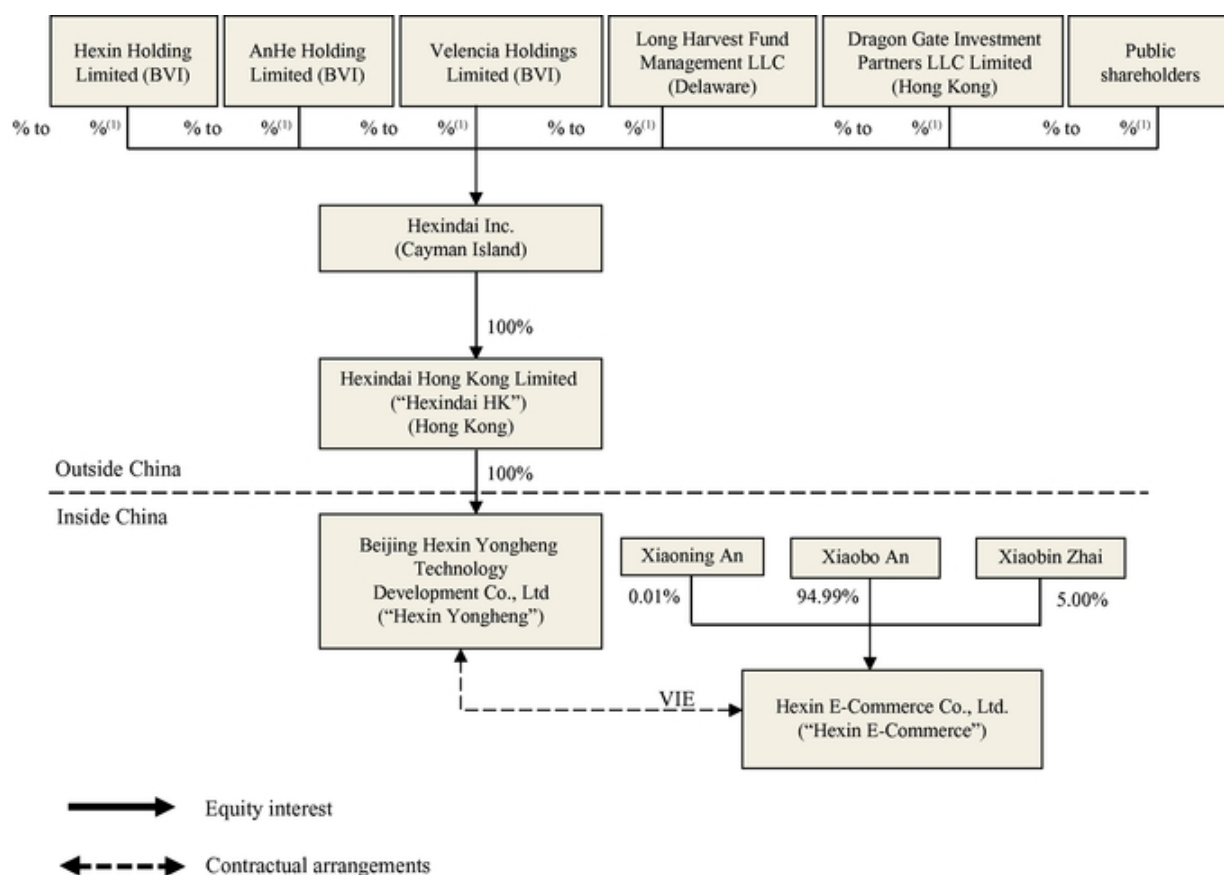 Hexin Holding
Limited (BVI)
AnHe Holding
Limited (BVI)
Velencia Holdings
Limited (BVI)
Long Harvest Fund
Management LLC
(Delaware)
Dragon Gate Investment
Partners LLC Limited
(Hong Kong)
Public
shareholders
% to %(1) % to %(1) % to %(1) % to %(1) % to %(1) % to %(1)
Hexindai Inc.
(Cayman Island)
100%
Hexindai Hong Kong Limited
(“Hexindai HK”)
(Hong Kong)
Outside China
100%
Inside China
Beijing Hexin Yongheng
Technology
Development Co., Ltd
(“Hexin Yongheng”)
Xiaoning An
Xiaobo An
Xiaobin Zhai
0.01%
94.99%
5.00%
VIE
Hexin E-Commerce Co., Ltd.
(“Hexin E-Commerce”)
Equity interest
Contractual arrangements